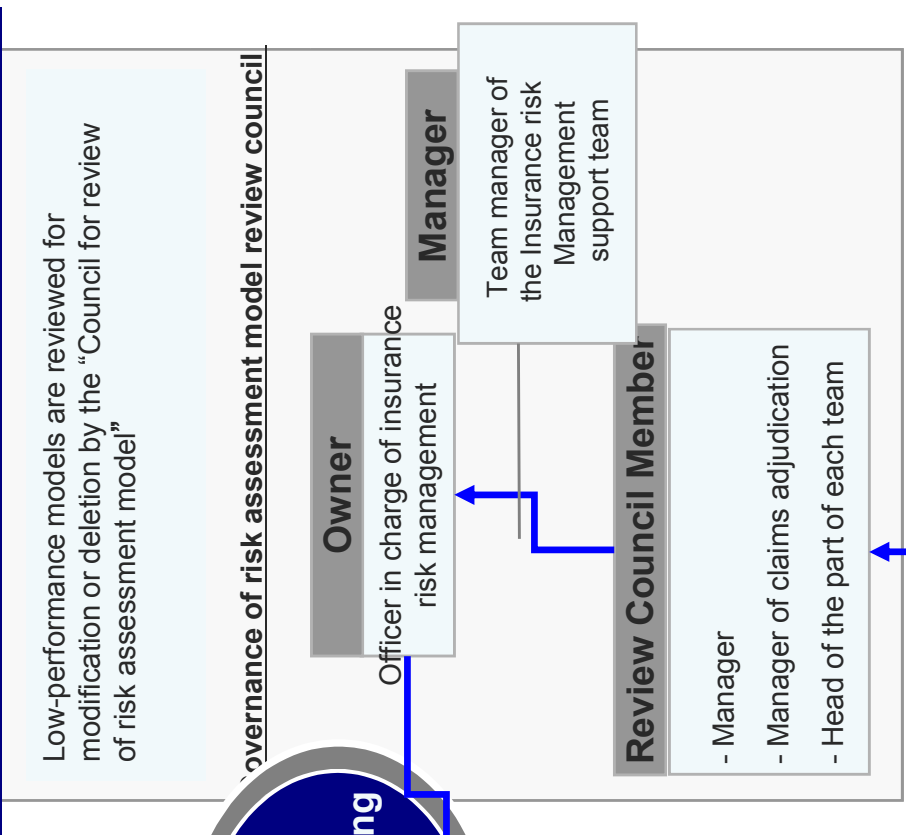 Low-performance models are reviewed for
modification or deletion by the “Council for review
of risk assessment model”
overnance of risk assessment model review council
Owner
Officer in charge of insurance
risk management
Manager
Team manager of
the Insurance risk
Management
support team
Review Council Member
- Manager
- Manager of claims adjudication
- Head of the part of each team
ng